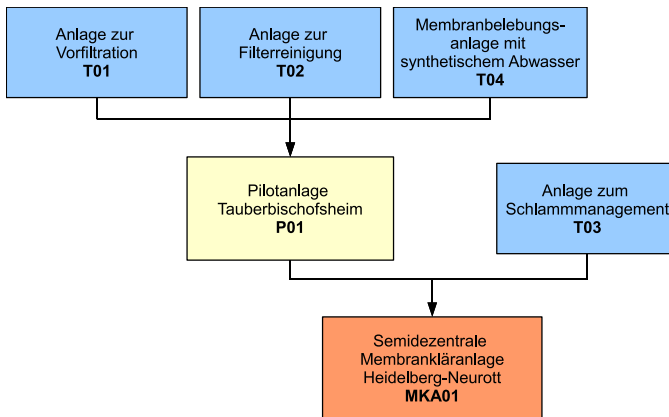 Anlage zur
Vorfiltration
T01
Anlage zur
Filterreinigung
T02
Membranbelebungs-
anlage mit
synthetischem Abwasser
T04
Pilotanlage
Tauberbischofsheim
P01
Anlage zum
Schlammmanagement
T03
Semidezentrale
Membrankläranlage
Heidelberg-Neurott
MKA01